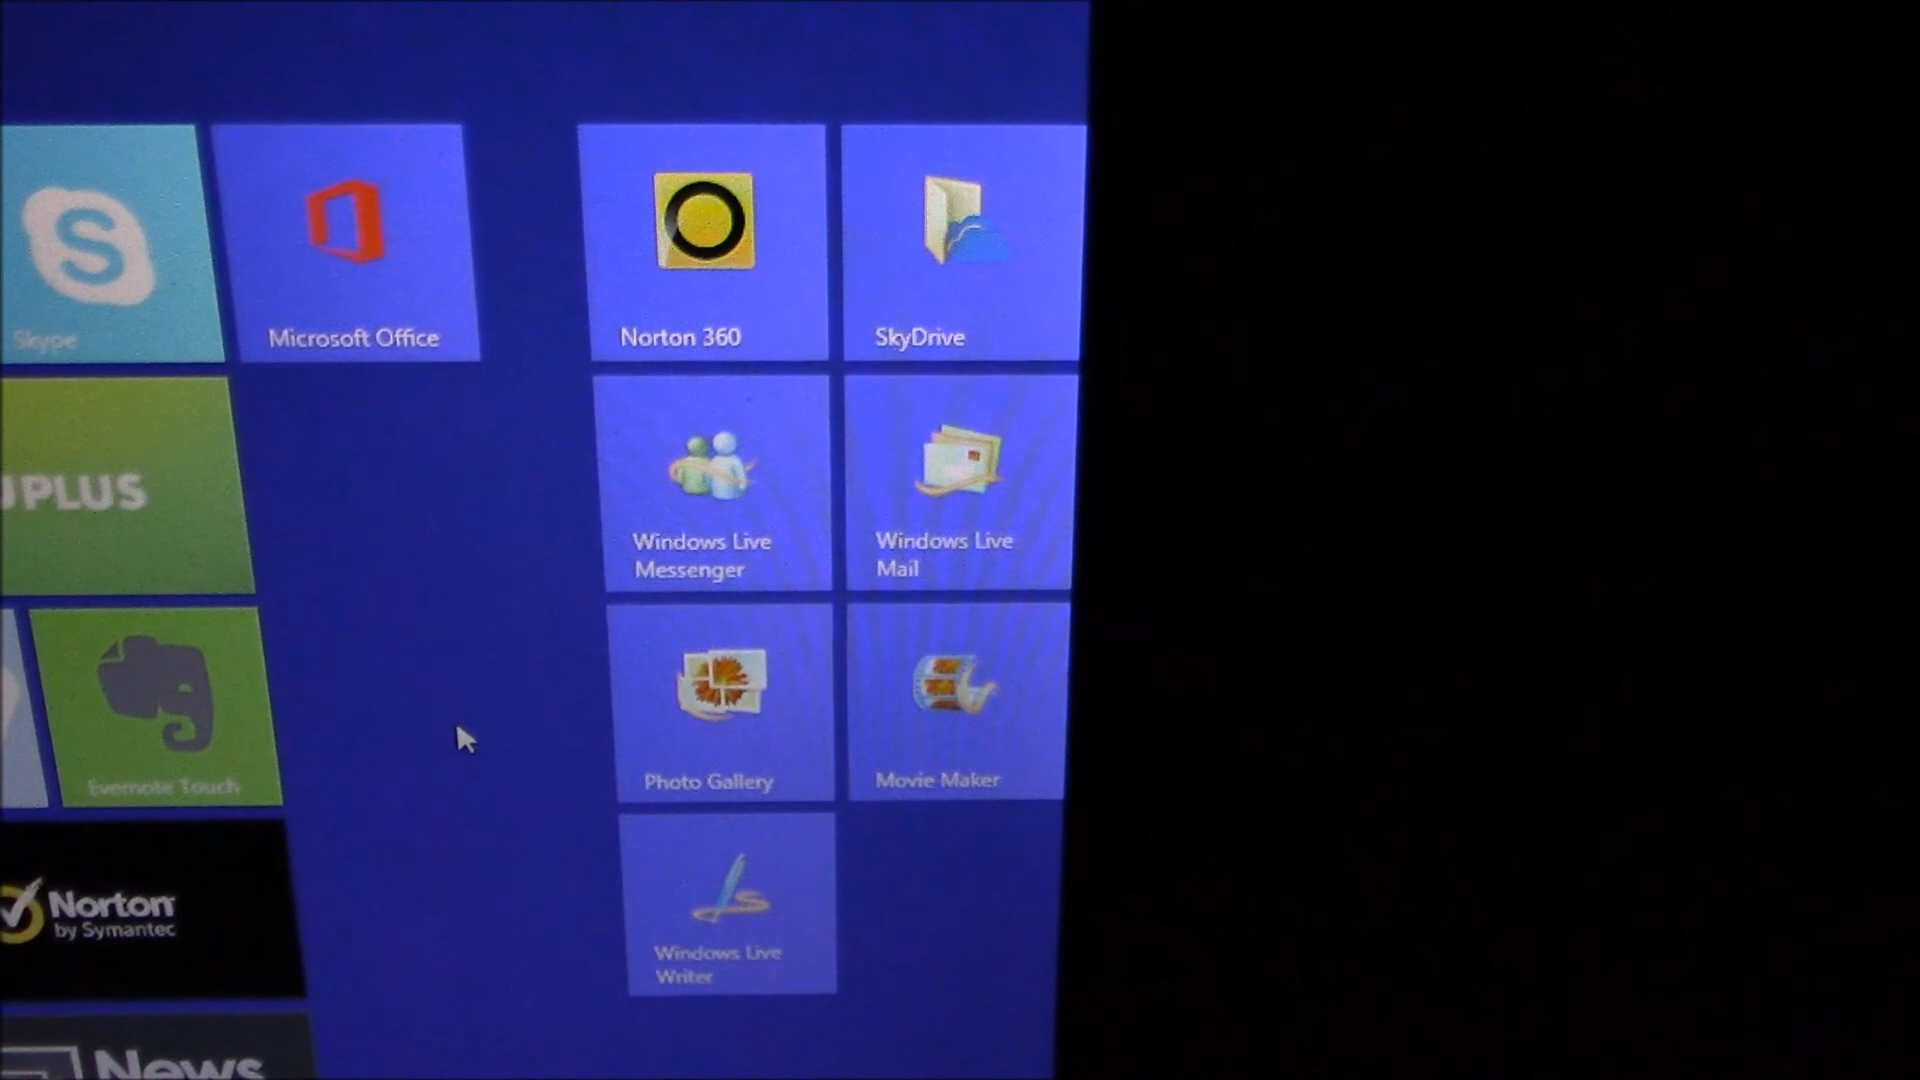 Skype
Microsoft Office
Norton 360
SkyDrive
UPLUS
Windows Live
Messenger
Windows Live
Mail
Evernote Touch
Photo Gallery
Movie Maker
Norton
by Symantec
Windows Live
Writer
News